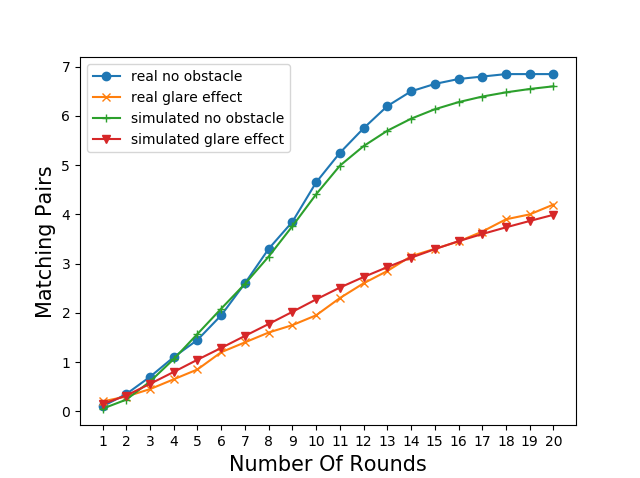 real no obstacle
real glare effect
simulated no obstacle
simulated glare effect
Matching Pairs
7
6
5
4
3
2
1
0
1 2 3 4 5 6 7 8 9 10 11 12 13 14 15 16 17 18 19 20
Number Of Rounds